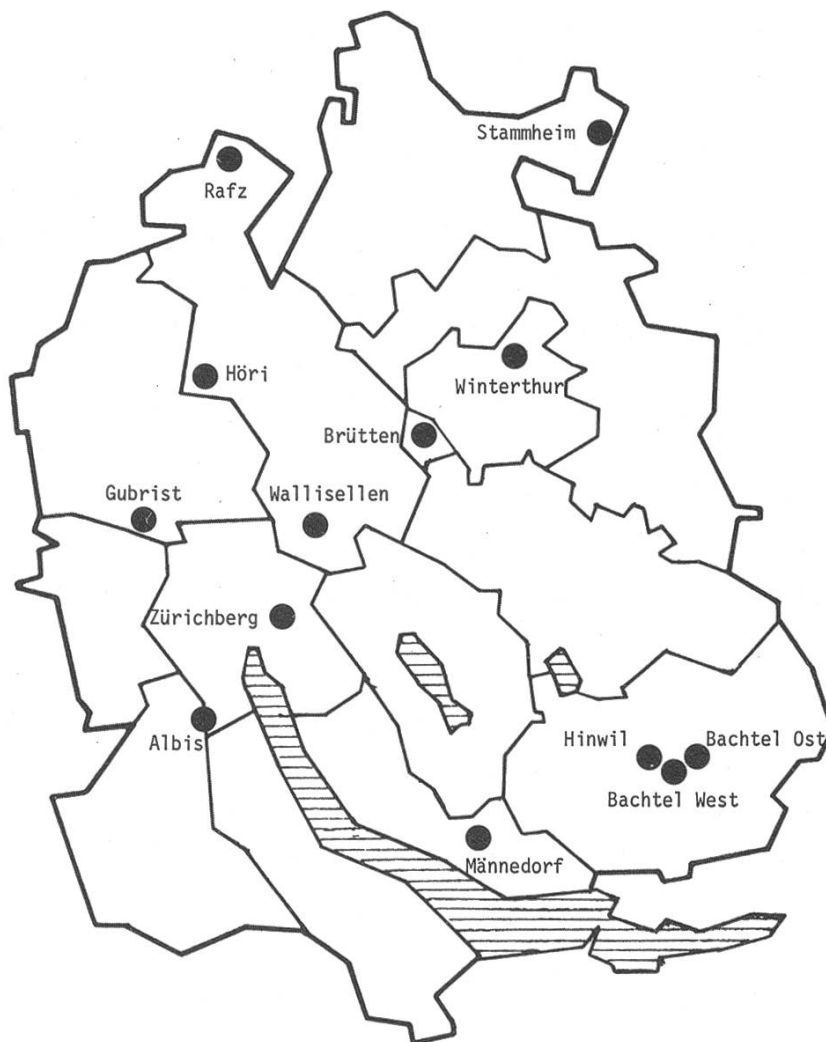 Stammheim
Rafz
Höri
Winterthur
Brütten
Gubrist
Wallisellen
Zürichberg
Albis
Hinwil
Bachtel Ost
Bachtel West
Männedorf